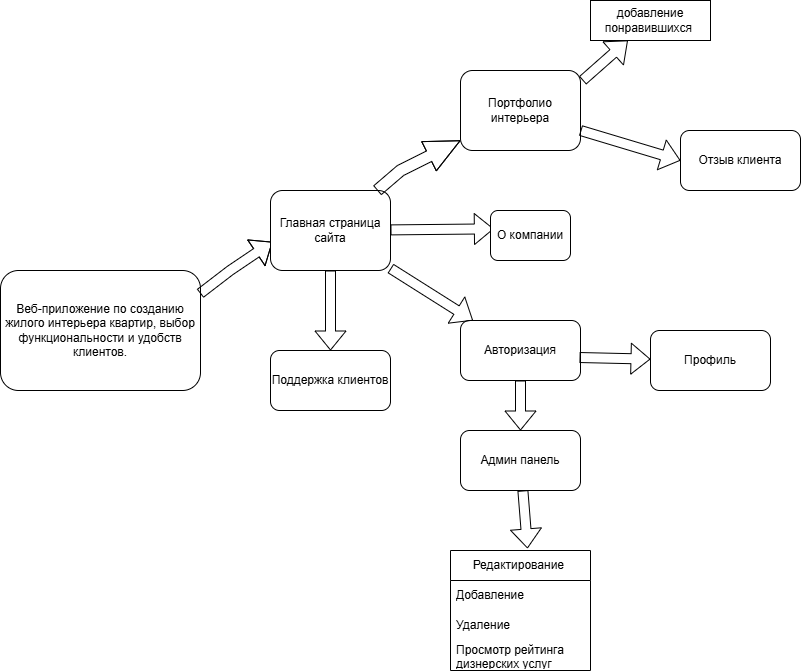 добавление
понравившихся
Портфолио
интерьера
Отзыв клиента
Главная страница
сайта
О компании
Веб-приложение по созданию
жилого интерьера квартир, выбор
функциональности и удобств
клиентов.
Поддержка клиентов
Авторизация
Профиль
Админ панель
Редактирование
Добавление
Удаление
Просмотр рейтинга
дизнерских услуг